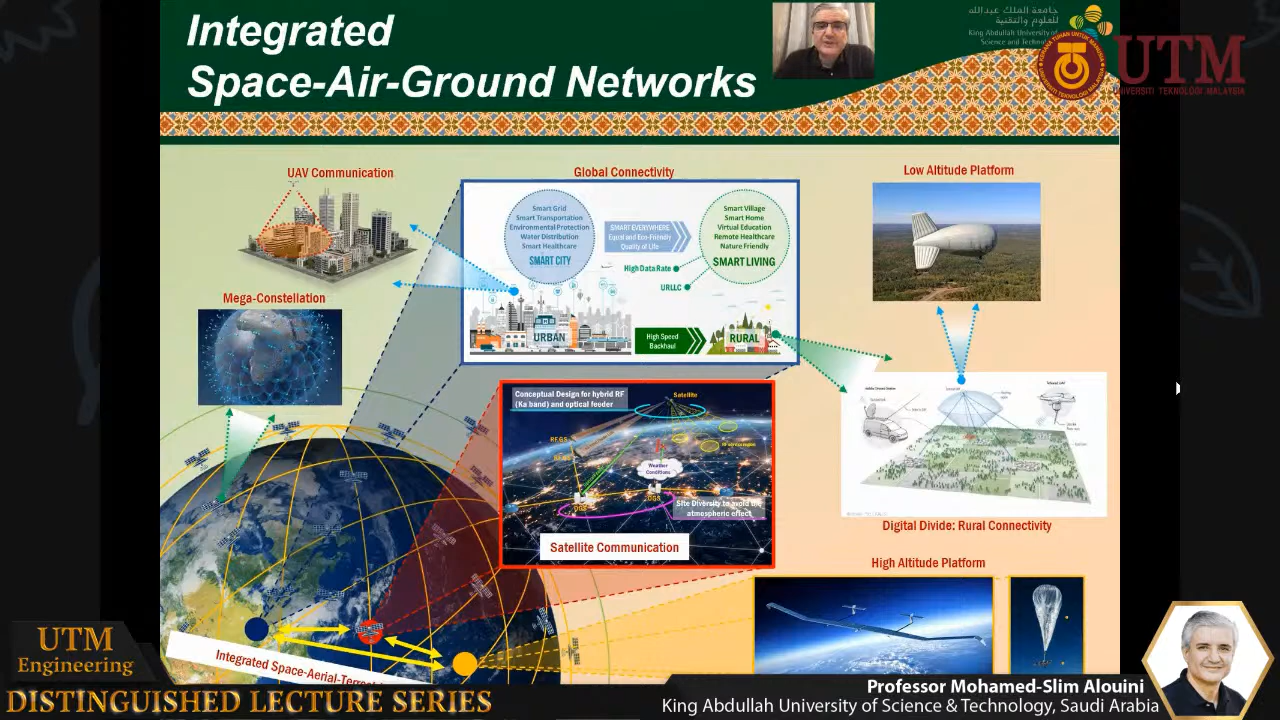 Integrated
Space-Air-Ground Networks
جامعة الملك عبدالله
للعلوم والتقنية
King Abdullah University of
Science and Technology
UTM
UNIVERSITI TEKNOLOGI MALAYSIA
UAV Communication
Global Connectivity
Low Altitude Platform
Smart Grid
Smart Transportation
Environmental Protection
Water Distribution
Smart Healthcare
SMART CITY
SMART EVERYWHERE
Equal and Eco-Friendly
Quality of Life
Smart Village
Smart Home
Virtual Education
Remote Healthcare
Nature Friendly
SMART LIVING
High Data Rate
URLLC
URBAN
High Speed
Backhaul
RURAL
Mega-Constellation
Conceptual Design for hybrid RF
(Ka band) and optical feeder
Satellite
RF GS
Weather
Conditions
OGS
OGS
Site Diversity to avoid the
atmospheric effect
Satellite Communication
Digital Divide: Rural Connectivity
High Altitude Platform
Integrated Space-Aerial-Terrest
UTM
Engineering
DISTINGUISHED LECTURE SERIES
Professor Mohamed-Slim Alouini
King Abdullah University of Science & Technology, Saudi Arabia